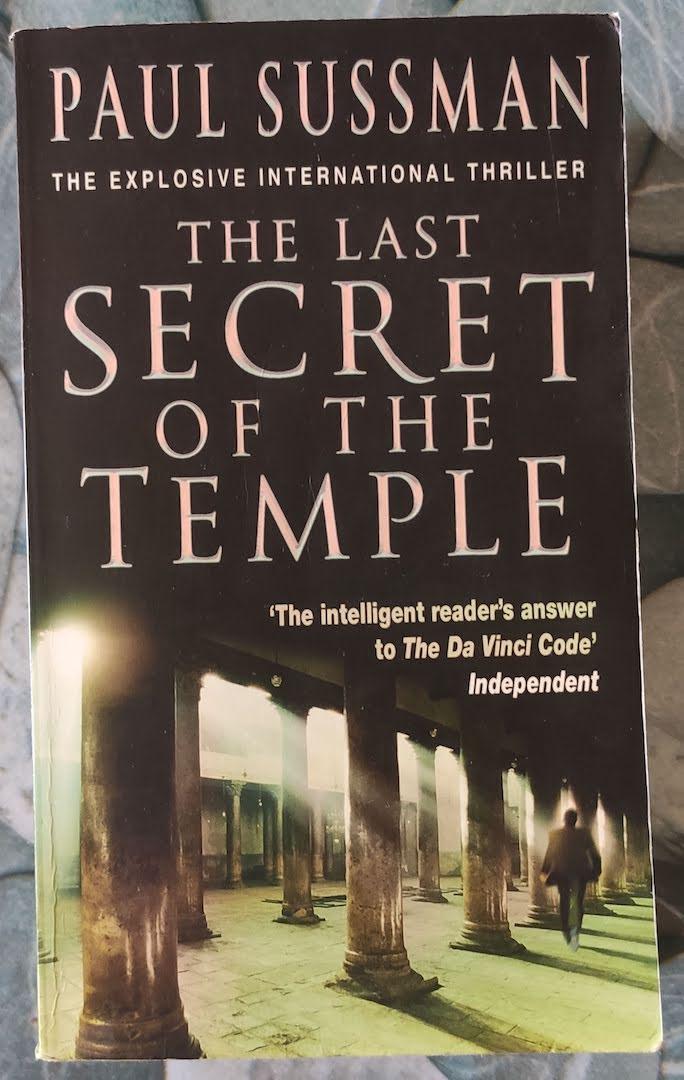 PAUL SUSSMAN
THE EXPLOSIVE INTERNATIONAL THRILLER
THE LAST
SECRET
OF THE
TEMPLE
‘The intelligent reader’s answer
to The Da Vinci Code’
Independent